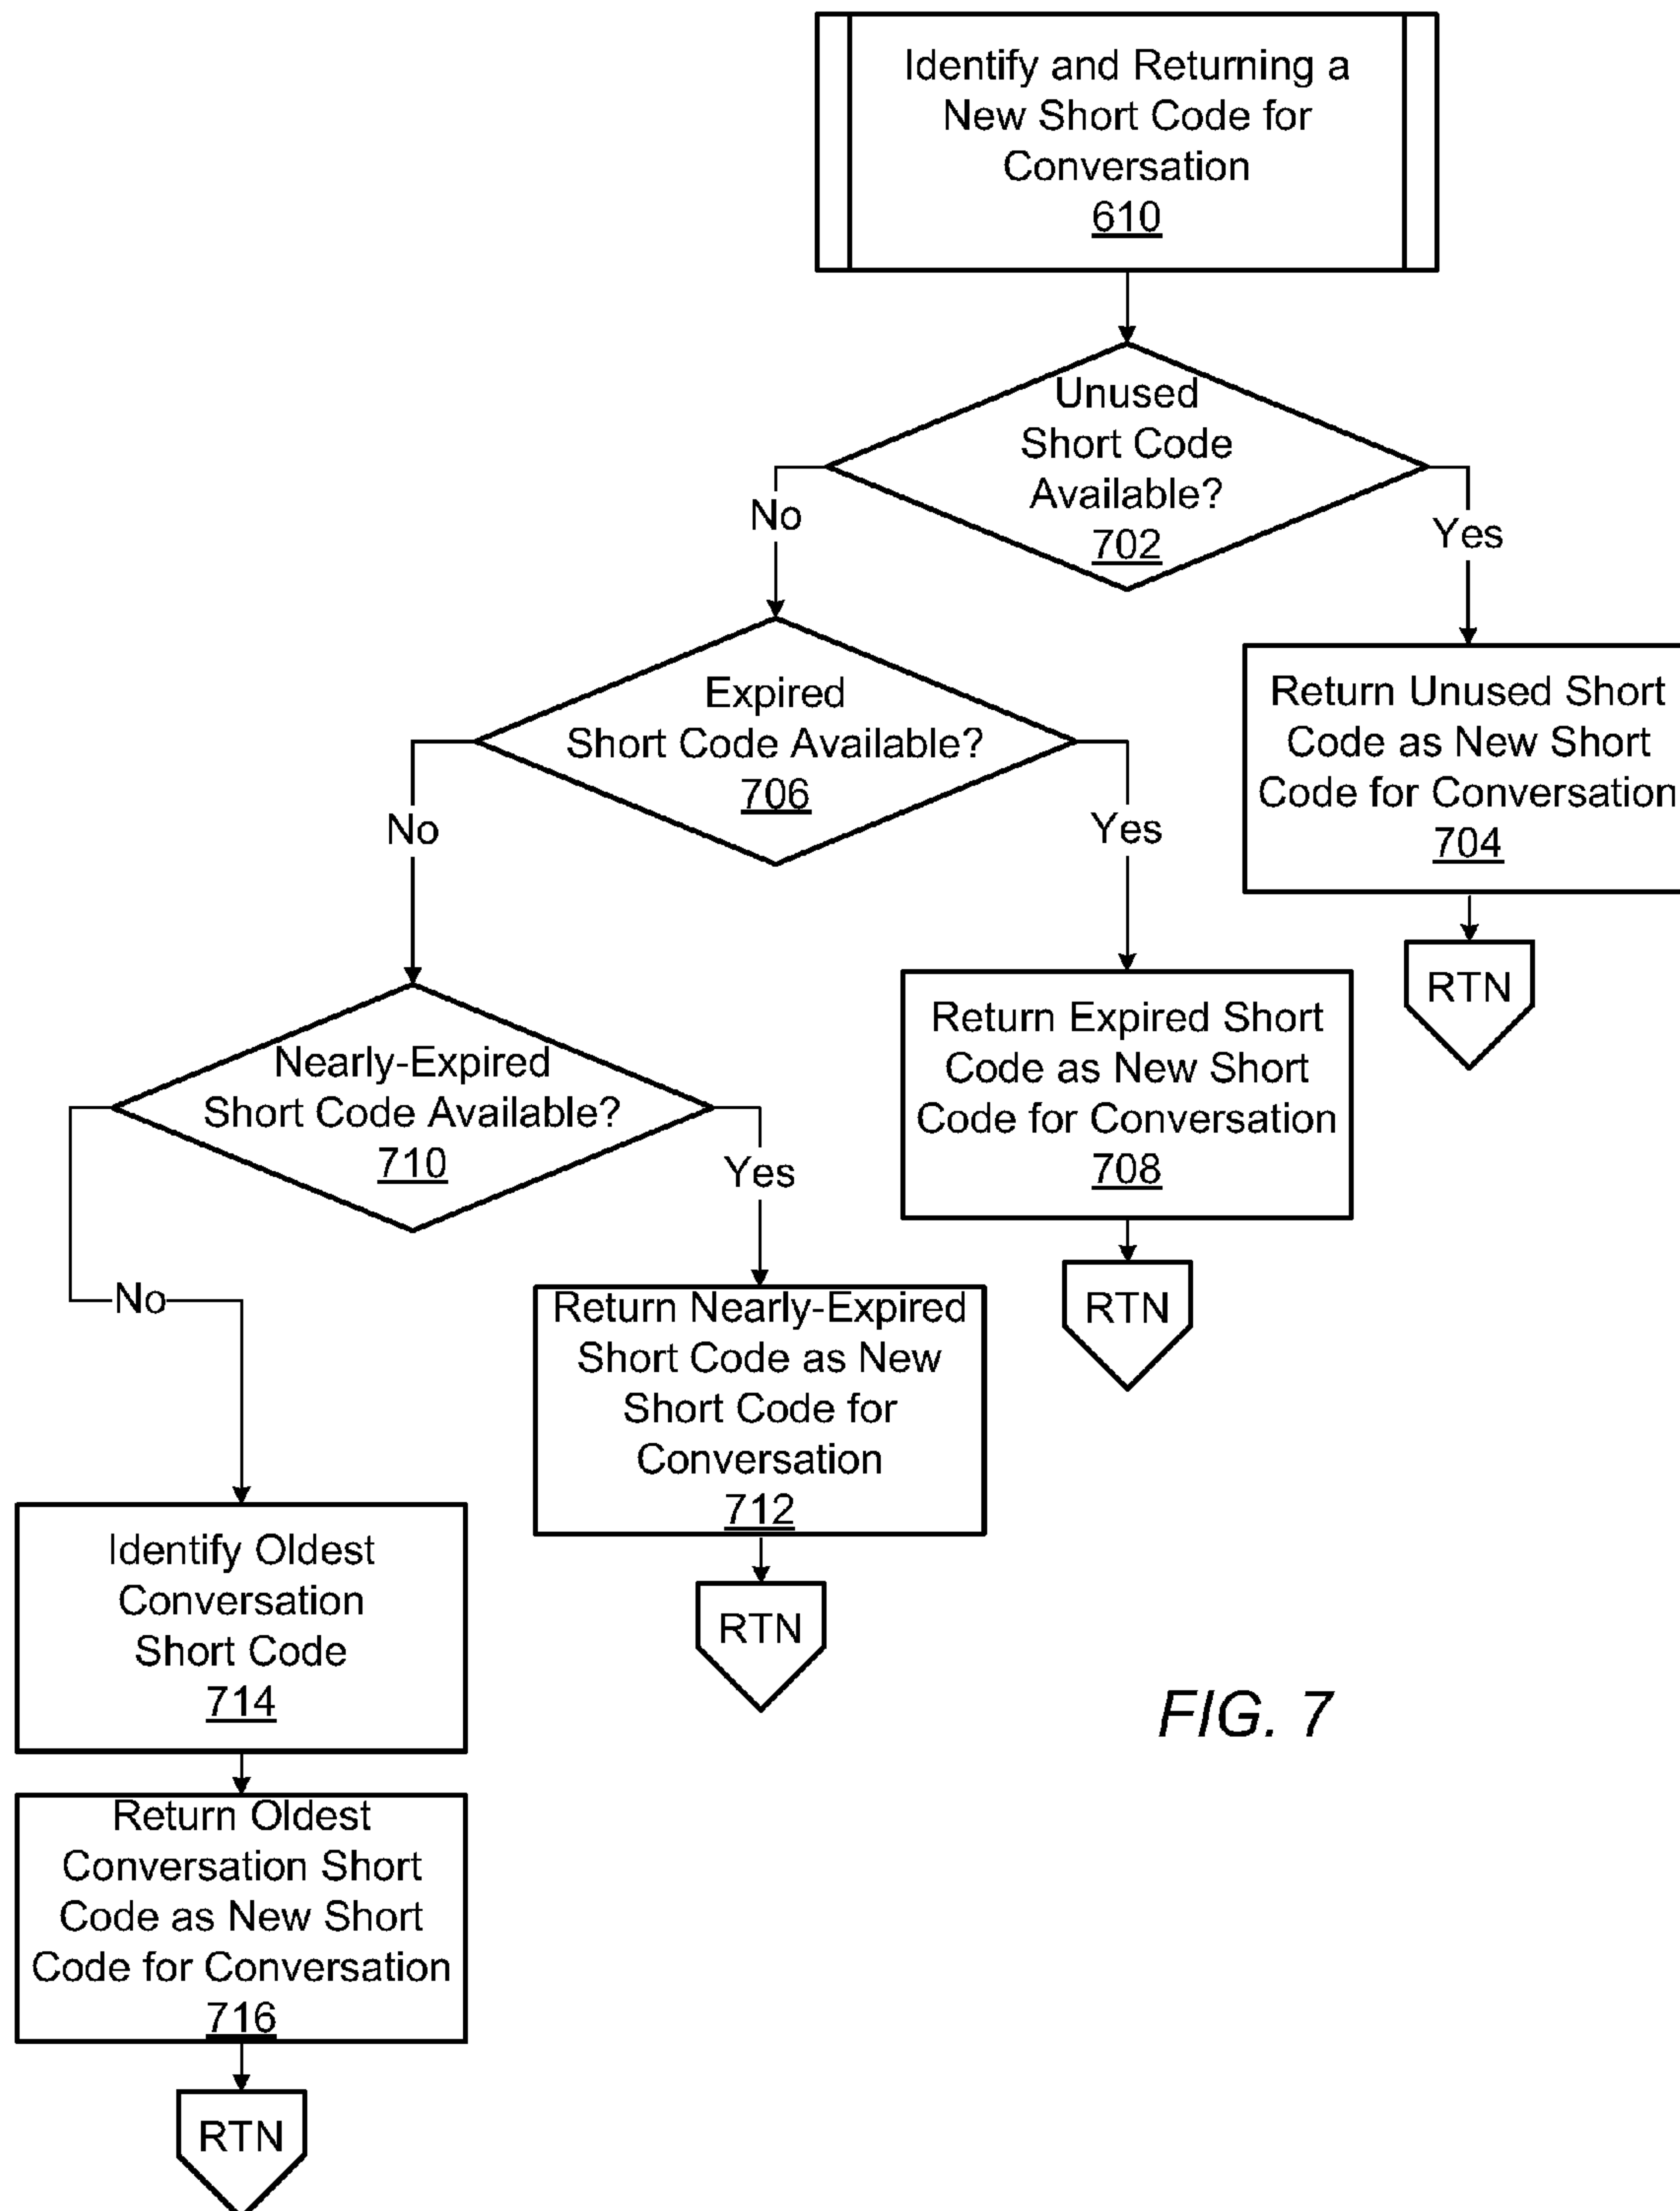 Identify and Returning a
New Short Code for
Conversation
610
Unused
Short Code
Available?
702
No
Yes
Expired
Short Code Available?
706
Return Unused Short
Code as New Short
Code for Conversation
704
No
Yes
RTN
Nearly-Expired
Short Code Available?
710
Return Expired Short
Code as New Short
Code for Conversation
708
Yes
No
RTN
Return Nearly-Expired
Short Code as New
Short Code for
Conversation
712
Identify Oldest
Conversation
Short Code
714
RTN
FIG. 7
Return Oldest
Conversation Short
Code as New Short
Code for Conversation
716
RTN